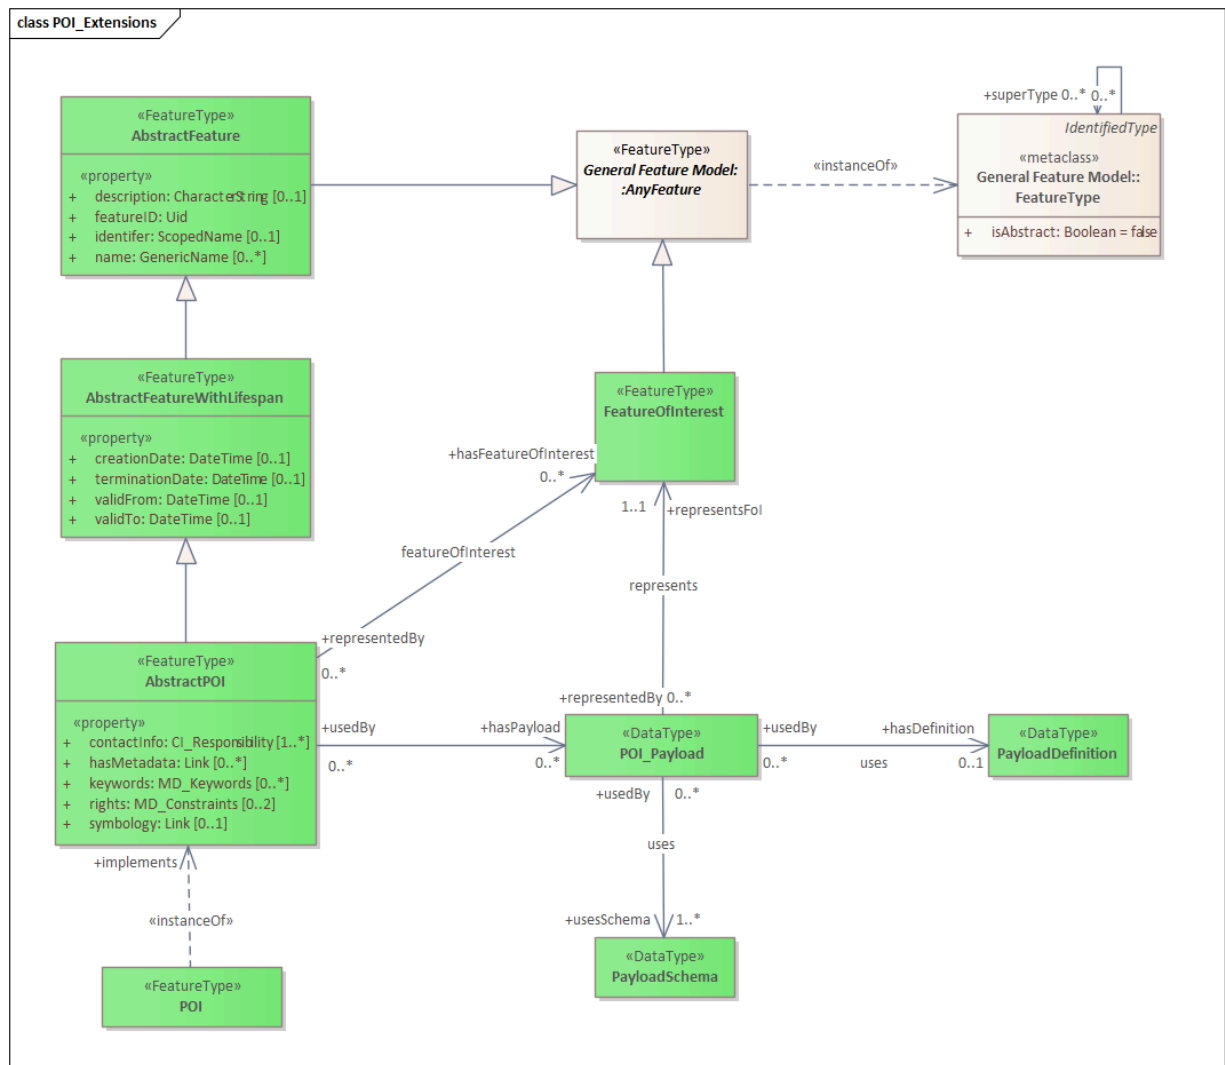 class POI_Extensions
«FeatureType»
AbstractFeature
«property»
+ description: CharacterString [0..1]
+ featureID: Uid
+ identifer: ScopedName [0..1]
+ name: GenericName [0..*]
«FeatureType»
General Feature Model:
:AnyFeature
«instanceOf»
+superType 0..* 0..*
IdentifiedType
«metaclass»
General Feature Model::
FeatureType
+ isAbstract: Boolean = false
«FeatureType»
AbstractFeatureWithLifespan
«property»
+ creationDate: DateTime [0..1]
+ terminationDate: DateTime [0..1]
+ validFrom: DateTime [0..1]
+ validTo: DateTime [0..1]
«FeatureType»
FeatureOfInterest
+hasFeatureOfInterest
0..*
1..1
+representsFoI
featureOfInterest
represents
+representedBy
0..*
+representedBy 0..*
«FeatureType»
AbstractPOI
«property»
+ contactInfo: CI_Responsibility [1..*]
+ hasMetadata: Link [0..*]
+ keywords: MD_Keywords [0..*]
+ rights: MD_Constraints [0..2]
+ symbology: Link [0..1]
+usedBy
0..*
+hasPayload
0..*
«DataType»
POI_Payload
+usedBy
0..*
uses
+hasDefinition
0..1
«DataType»
PayloadDefinition
+usedBy
0..*
uses
+usesSchema
1..*
«DataType»
PayloadSchema
+implements
«instanceOf»
«FeatureType»
POI